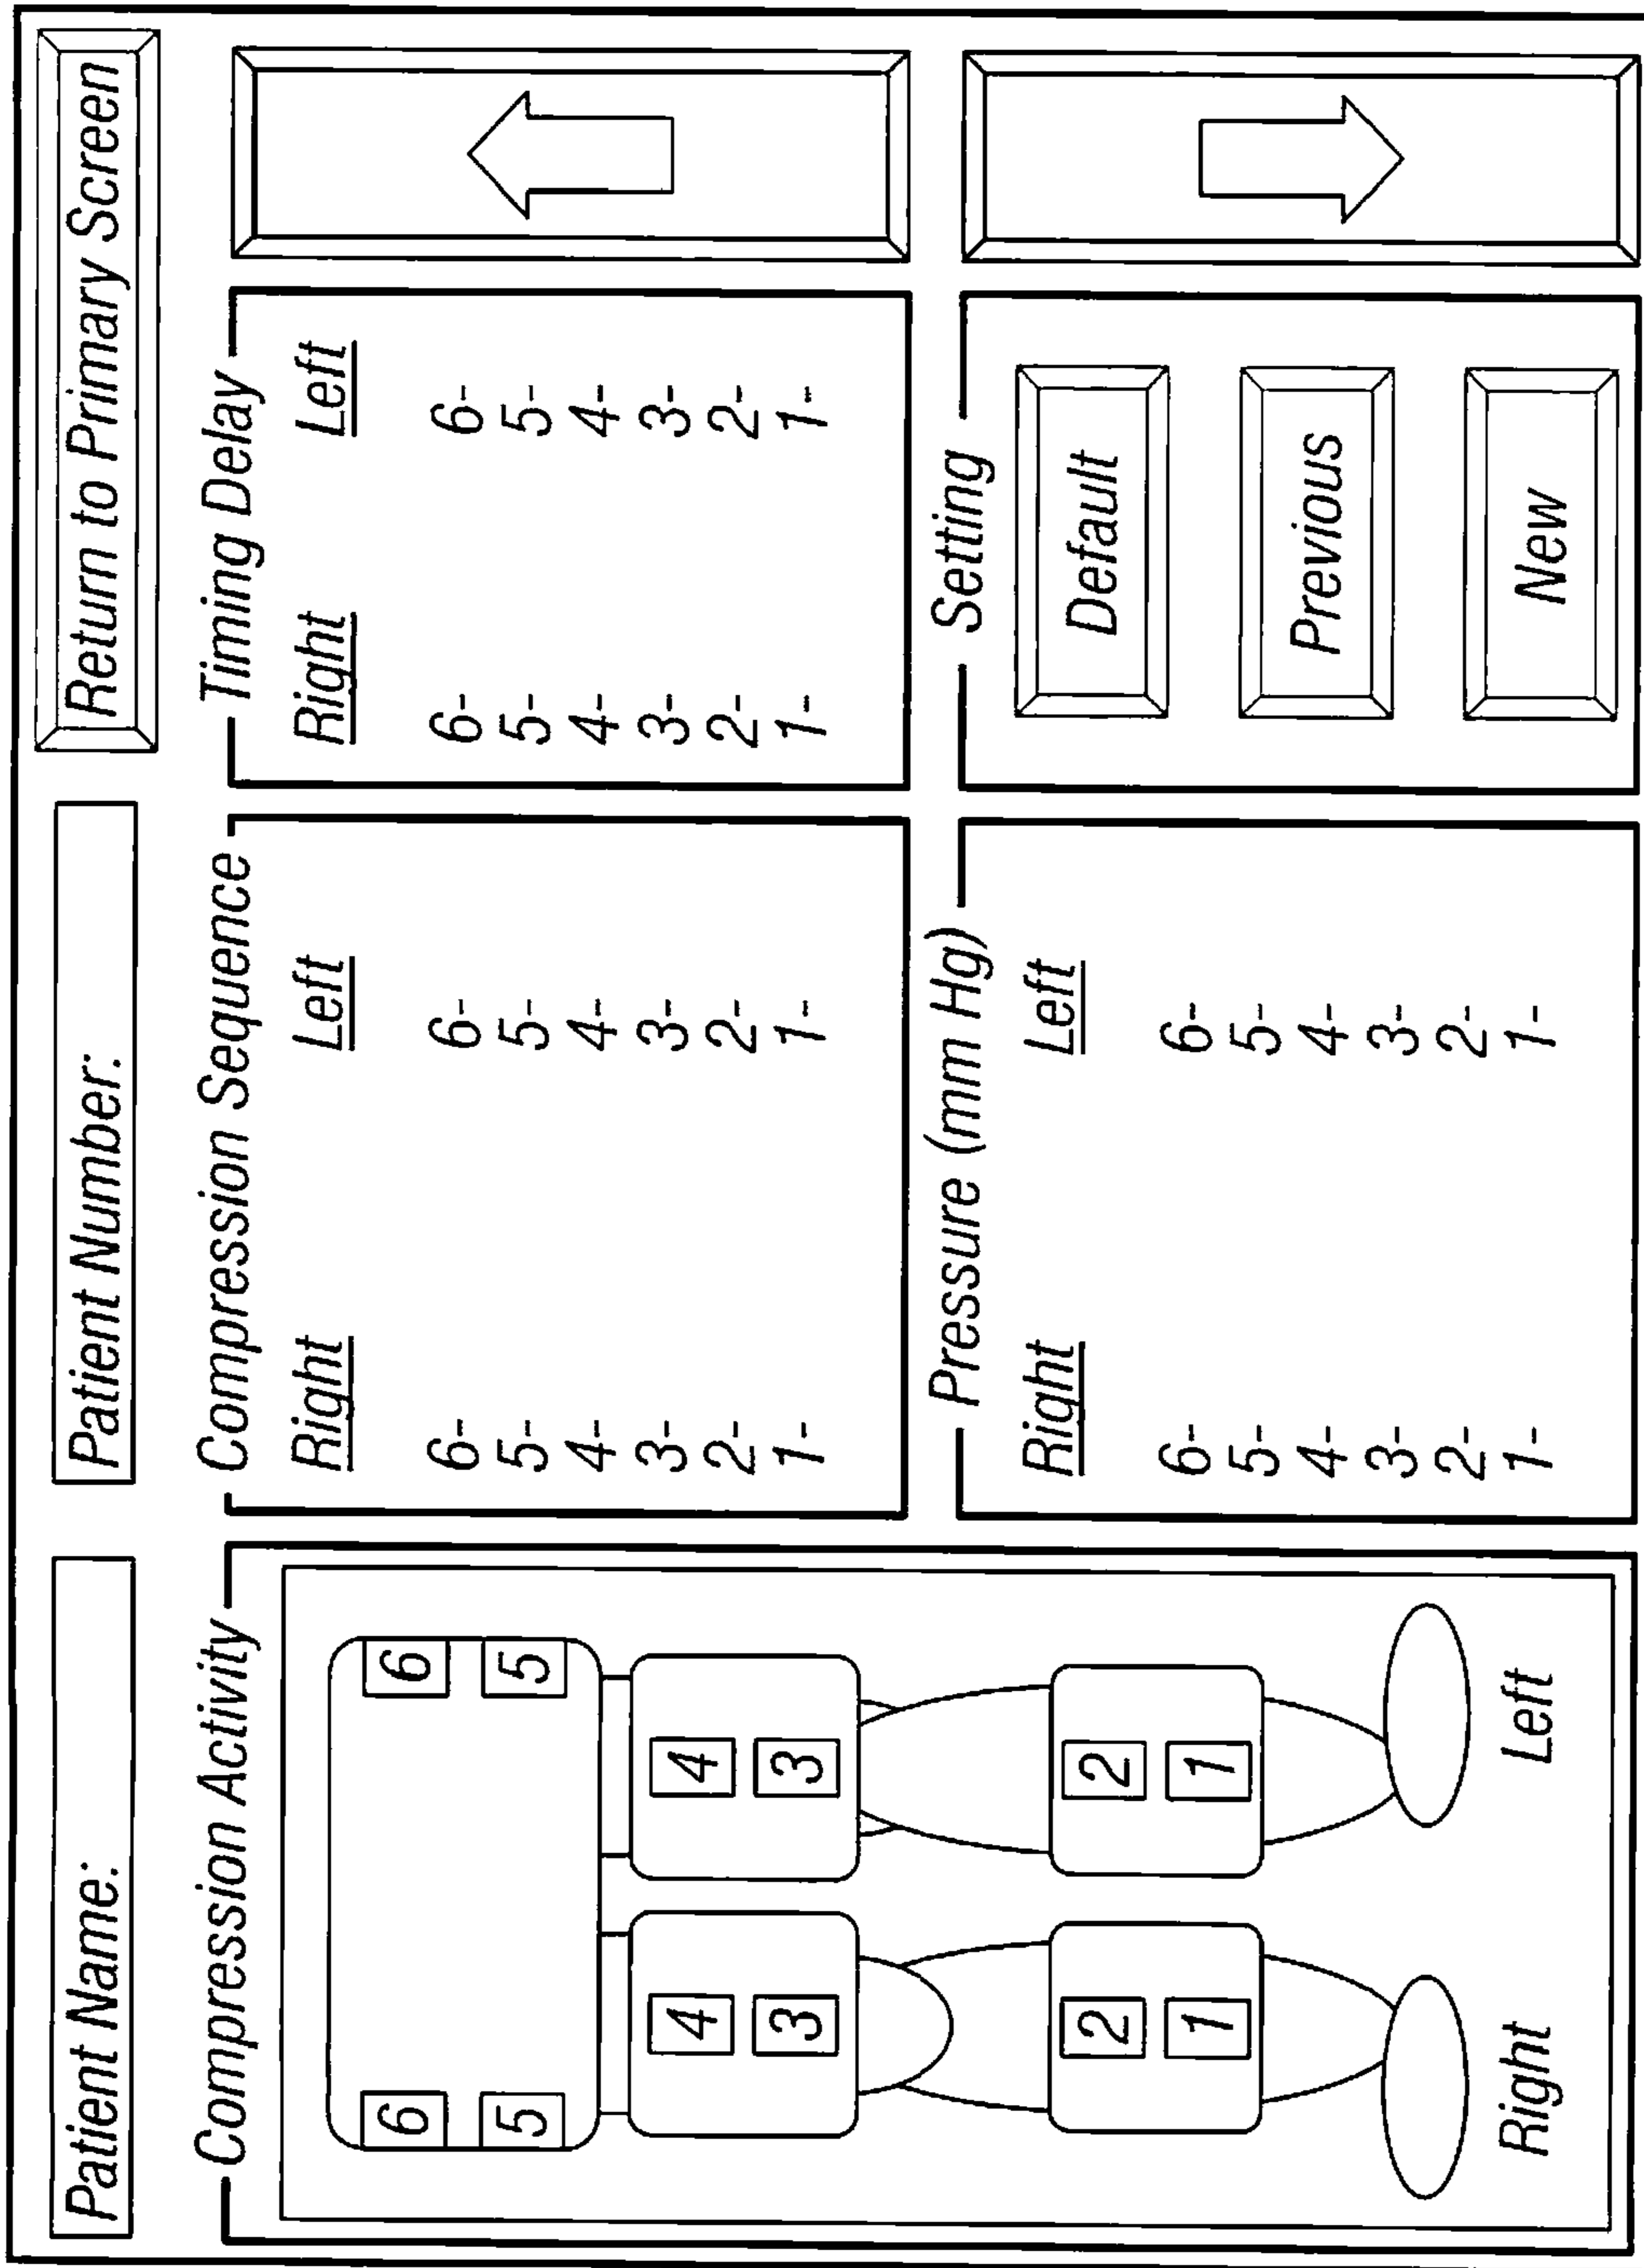 Patient Name:
Patient Number:
Return to Primary Screen
Compression Activity
6 6
5 5
4 4
3 3
2 2
1 1
Right Left
Compression Sequence
Right Left
6- 6-
5- 5-
4- 4-
3- 3-
2- 2-
1- 1-
Timing Delay
Right Left
6- 6-
5- 5-
4- 4-
3- 3-
2- 2-
1- 1-
Pressure (mm Hg)
Right Left
6- 6-
5- 5-
4- 4-
3- 3-
2- 2-
1- 1-
Setting
Default
Previous
New